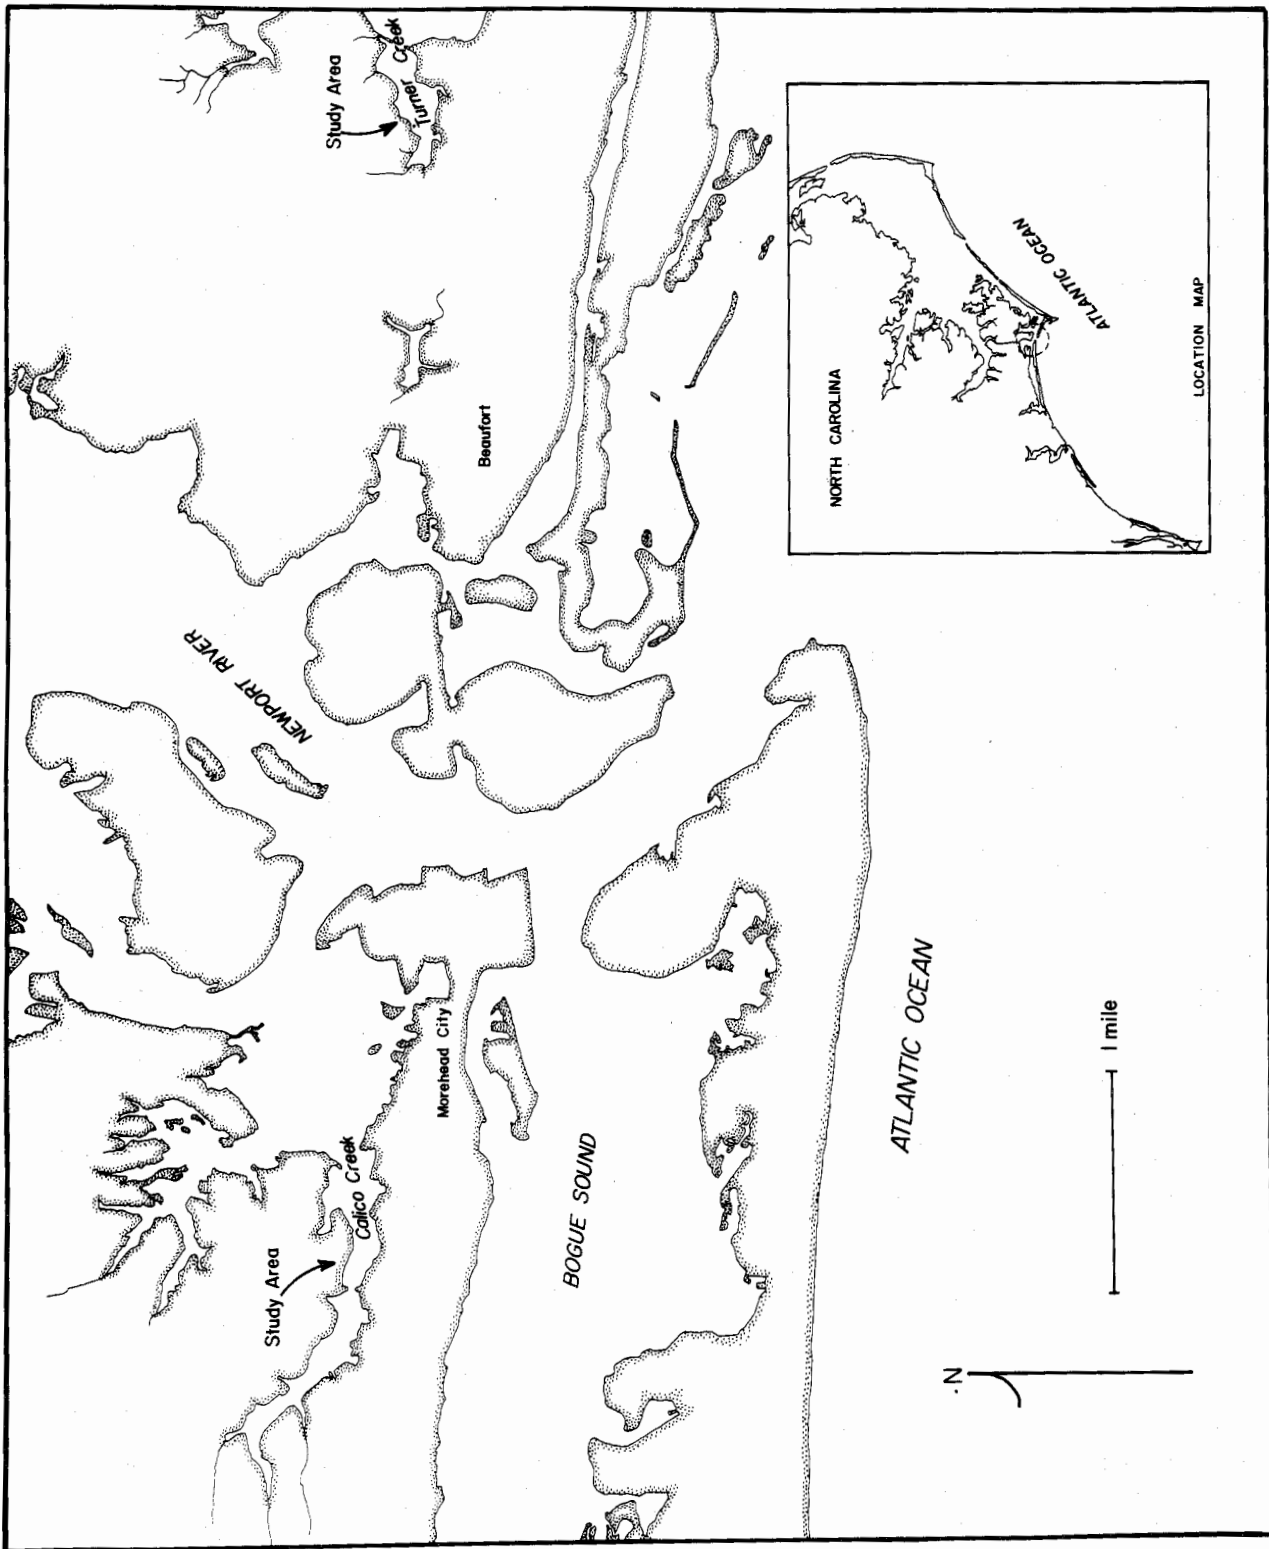 Study Area
Turner
Creek
Beaufort
NEWPORT RIVER
Morehead City
Calico Creek
Study Area
BOGUE SOUND
ATLANTIC OCEAN
1 mile
N
NORTH CAROLINA
ATLANTIC OCEAN
LOCATION MAP